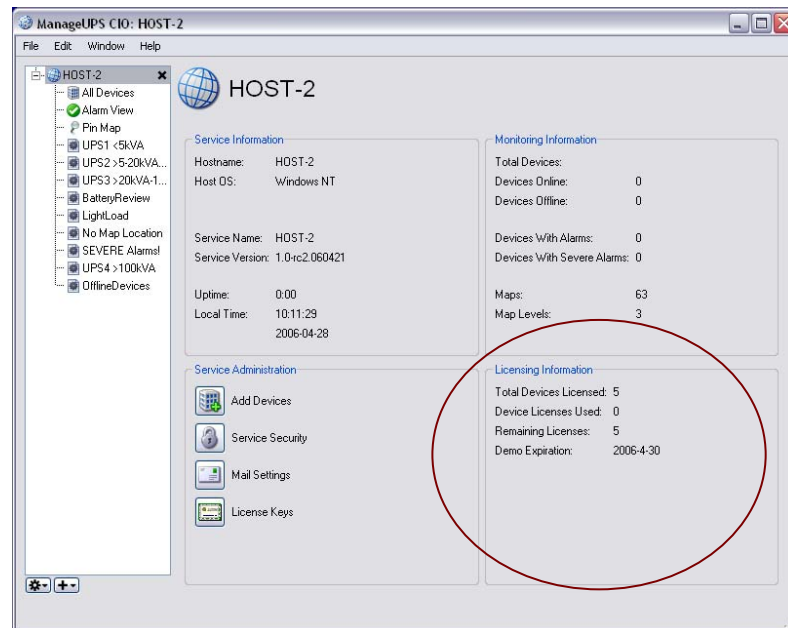 ManageUPS CIO: HOST-2
File Edit Window Help
HOST-2
All Devices
Alarm View
Pin Map
UPS1 <5kVA
UPS2 >5-20kVA...
UPS3 >20kVA-1...
BatteryReview
LightLoad
No Map Location
SEVERE Alarms!
UPS4 >100kVA
OfflineDevices
HOST-2
Service Information
Hostname: HOST-2
Host OS: Windows NT
Service Name: HOST-2
Service Version: 1.0-rc2.060421
Uptime: 0:00
Local Time: 10:11:29
2006-04-28
Monitoring Information
Total Devices:
Devices Online: 0
Devices Offline: 0
Devices With Alarms: 0
Devices With Severe Alarms: 0
Maps: 63
Map Levels: 3
Service Administration
Add Devices
Service Security
Mail Settings
License Keys
Licensing Information
Total Devices Licensed: 5
Device Licenses Used: 0
Remaining Licenses: 5
Demo Expiration: 2006-4-30